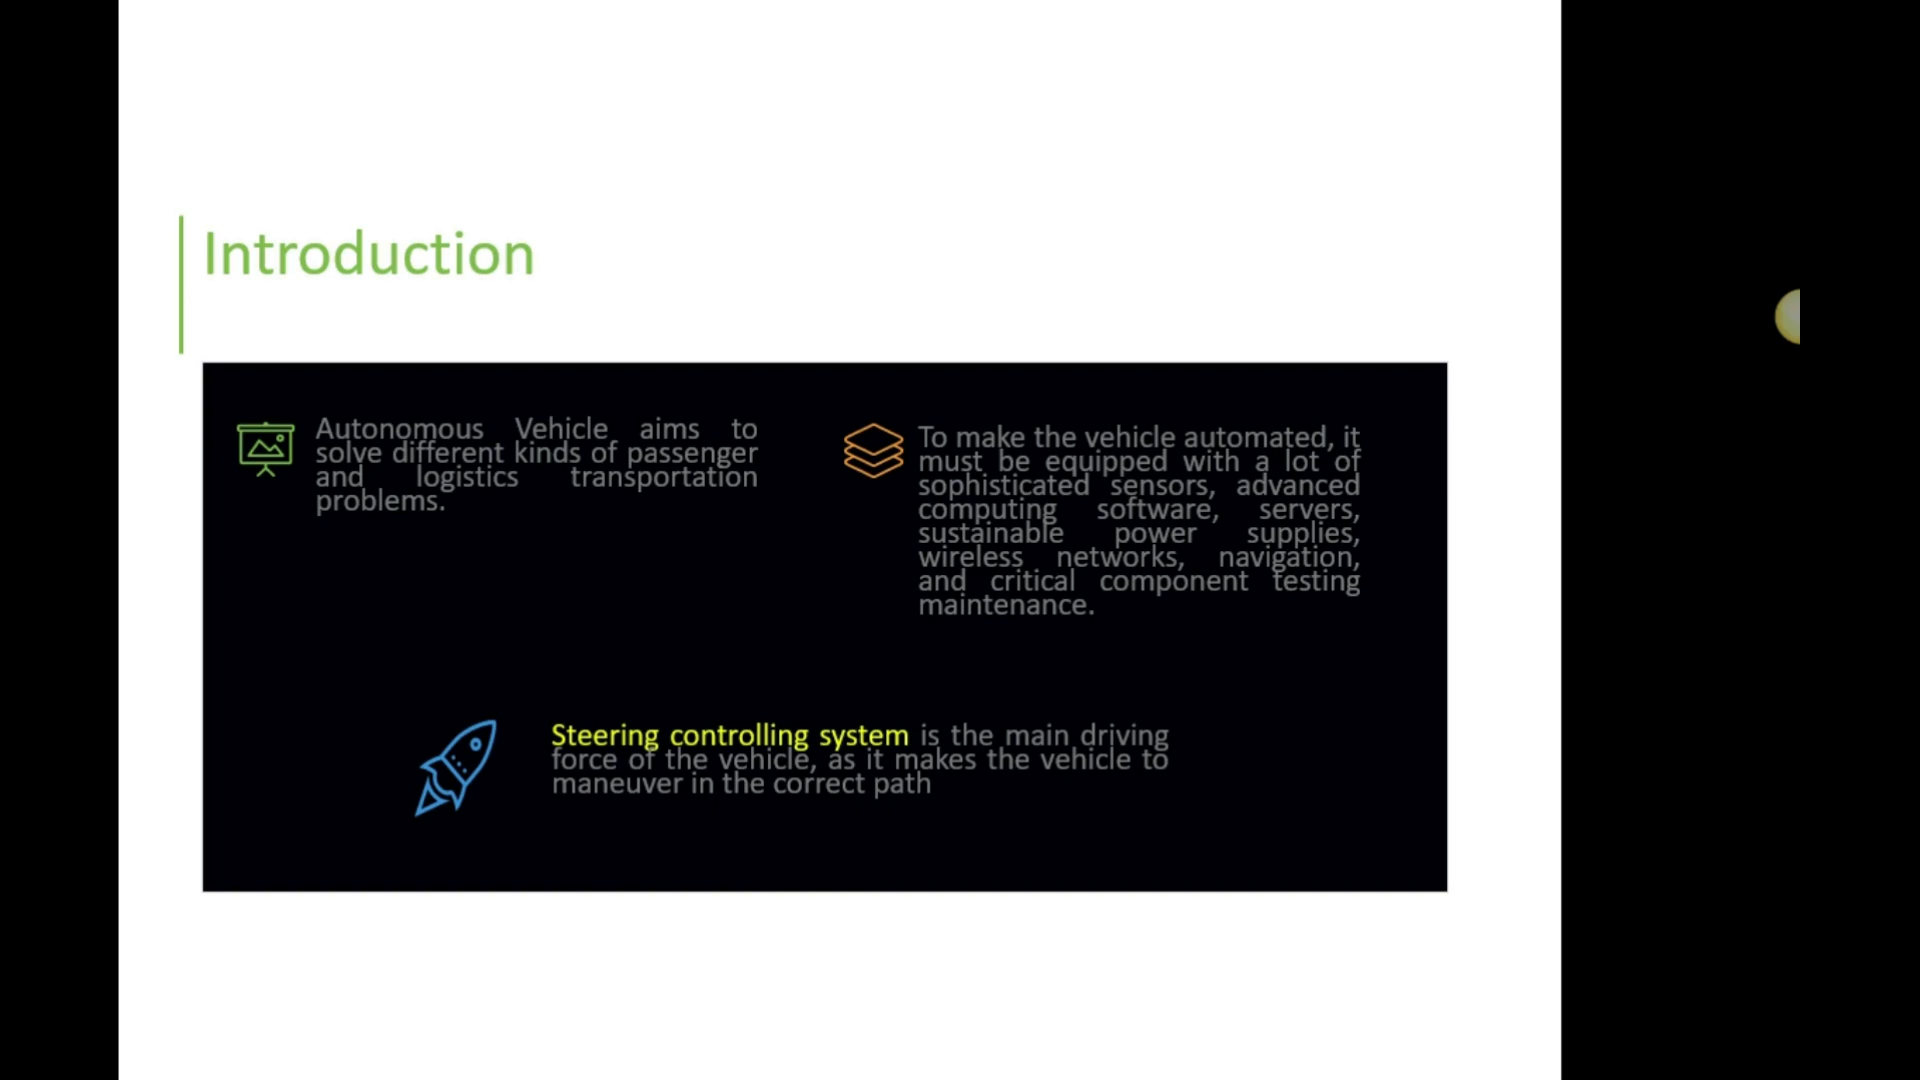 Introduction
Autonomous Vehicle aims to
solve different kinds of passenger
and logistics transportation
problems.
To make the vehicle automated, it
must be equipped with a lot of
sophisticated sensors, advanced
computing software, servers,
sustainable power supplies,
wireless networks, navigation,
and critical component testing
maintenance.
Steering controlling system is the main driving
force of the vehicle, as it makes the vehicle to
maneuver in the correct path